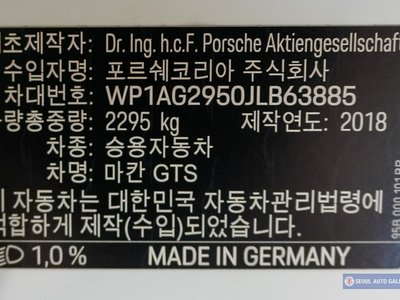 초제작자: Dr. Ing. h.c.F. Porsche Aktiengesellschaft
수입자명: 포르쉐코리아 주식회사
차대번호: WP1AG2950JLB63885
량총중량: 2295 kg 제작연도: 2018
차종: 승용자동차
차명: 마칸 GTS
자동차는 대한민국 자동차관리법령에
적합하게 제작(수입)되었습니다.
1,0 % MADE IN GERMANY
SEOUL AUTO GALL